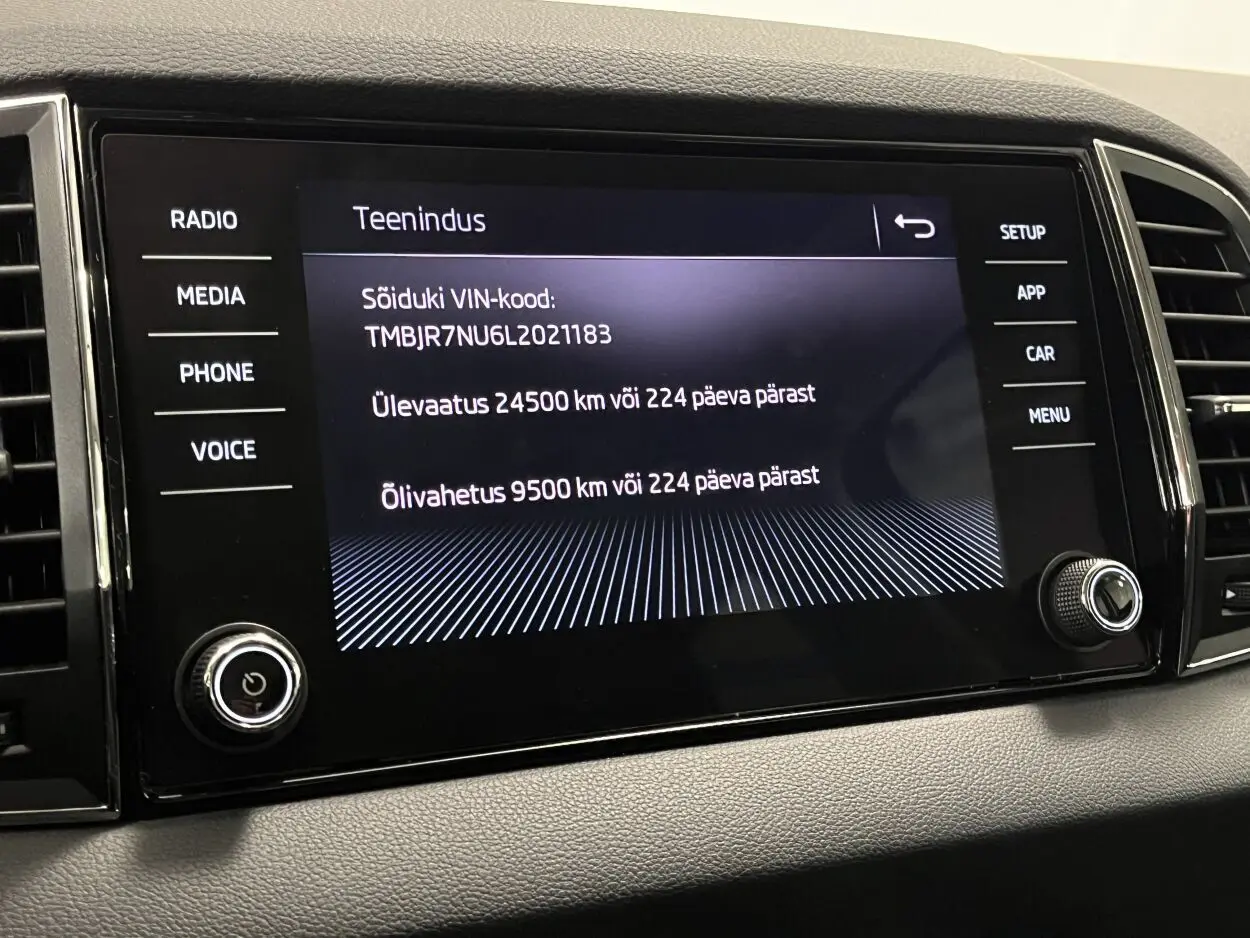 RADIO
MEDIA
PHONE
VOICE
Teenindus
Sõiduki VIN-kood:
TMBJR7NU6L2021183
Ülevaatus 24500 km või 224 päeva pärast
Õlivahetus 9500 km või 224 päeva pärast
SETUP
APP
CAR
MENU